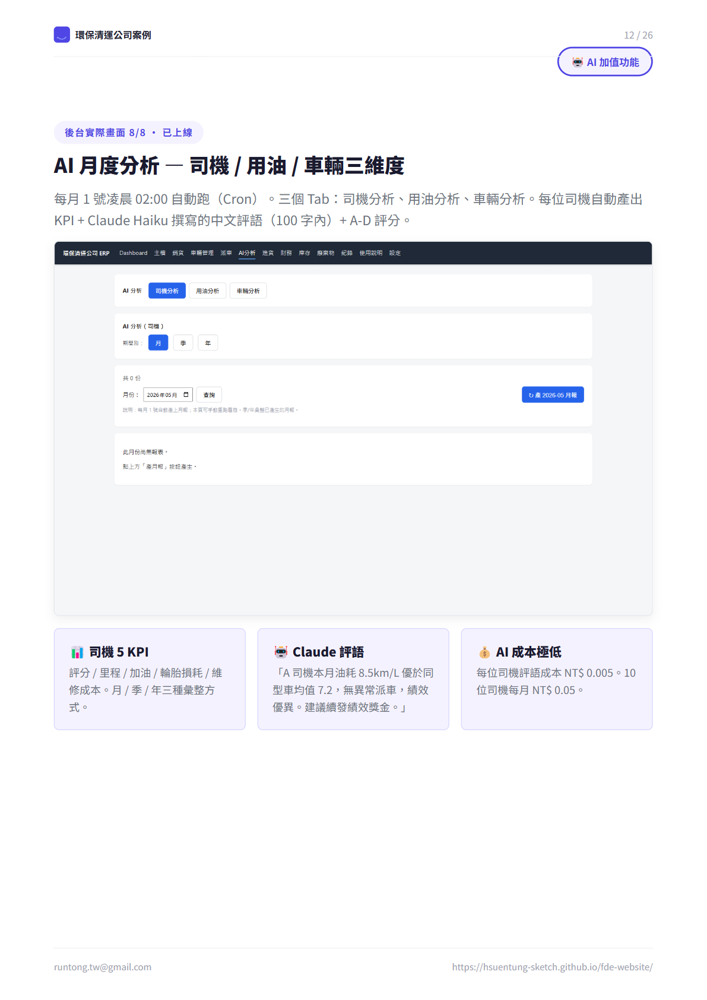 環保清運公司案例
12 / 26
AI 加值功能
後台實際畫面 8/8 · 已上線
AI 月度分析 — 司機 / 用油 / 車輛三維度
每月 1 號凌晨 02:00 自動跑（Cron）。三個 Tab：司機分析、用油分析、車輛分析。每位司機自動產出
KPI + Claude Haiku 撰寫的中文評語（100 字內）+ A-D 評分。
環保清運公司 ERP Dashboard 主檔 銷貨 車輛管理 派車 AI分析 進貨 財務 庫存 廢棄物 紀錄 使用說明 設定
AI 分析 司機分析 用油分析 車輛分析
AI 分析 ( 司機 )
期間別： 月 季 年
共 0 份
月份： 2026年05月 查詢 ↻ 產 2026-05 月報
說明：每月 1 號自動產上月報；本頁可手動重跑覆寫。季/年彙整已產生的月報。
此月份尚無報表。
點上方「產月報」按鈕產生。
司機 5 KPI
評分 / 里程 / 加油 / 輪胎損耗 / 維
修成本。月 / 季 / 年三種彙整方
式。
Claude 評語
「A 司機本月油耗 8.5km/L 優於同
型車均值 7.2，無異常派車，績效
優異。建議續發績效獎金。」
AI 成本極低
每位司機評語成本 NT$ 0.005。10
位司機每月 NT$ 0.05。
runtong.tw@gmail.com
https://hsuentung-sketch.github.io/fde-website/